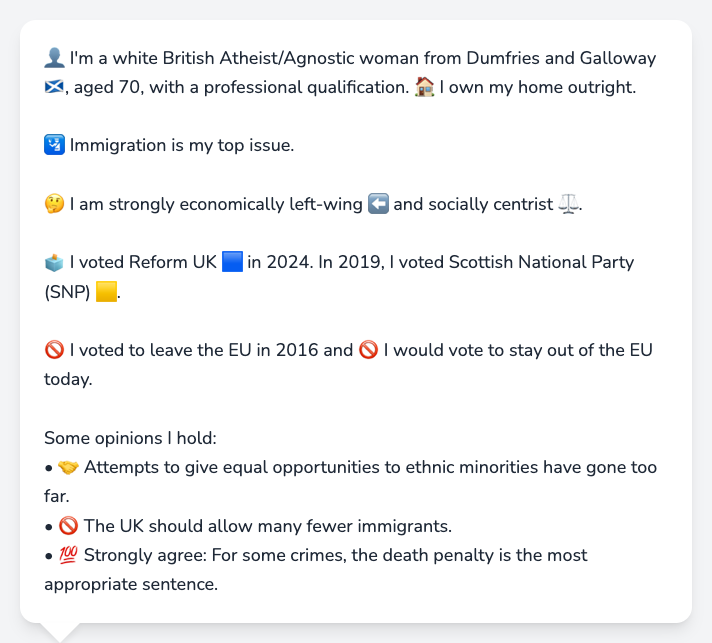 👤 I'm a white British Atheist/Agnostic woman from Dumfries and Galloway
🏴󠁧󠁢󠁳󠁣󠁴󠁿, aged 70, with a professional qualification. 🏠 I own my home outright.
🛂 Immigration is my top issue.
🤔 I am strongly economically left-wing ⬅️ and socially centrist ⚖️.
🗳️ I voted Reform UK 🟦 in 2024. In 2019, I voted Scottish National Party
(SNP) 🟨.
🚫 I voted to leave the EU in 2016 and 🚫 I would vote to stay out of the EU
today.
Some opinions I hold:
• 🤝 Attempts to give equal opportunities to ethnic minorities have gone too
far.
• 🚫 The UK should allow many fewer immigrants.
• 💯 Strongly agree: For some crimes, the death penalty is the most
appropriate sentence.